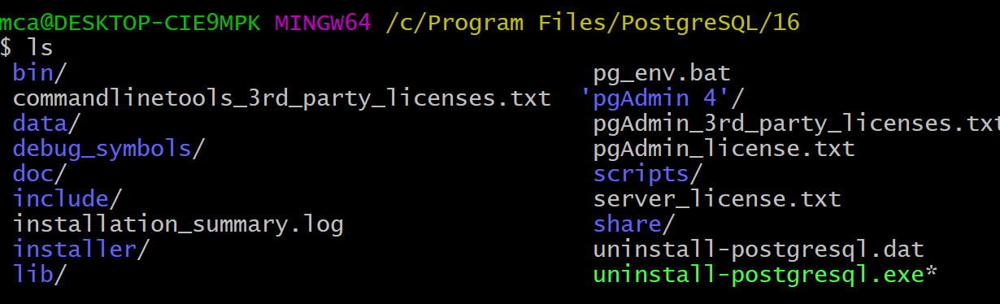 mca@DESKTOP-CIE9MPK MINGW64 /c/Program Files/PostgreSQL/16
$ ls
bin/ pg_env.bat
commandlinetools_3rd_party_licenses.txt 'pgAdmin 4'/
data/ pgAdmin_3rd_party_licenses.txt
debug_symbols/ pgAdmin_license.txt
doc/ scripts/
include/ server_license.txt
installation_summary.log share/
installer/ uninstall-postgresql.dat
lib/ uninstall-postgresql.exe*